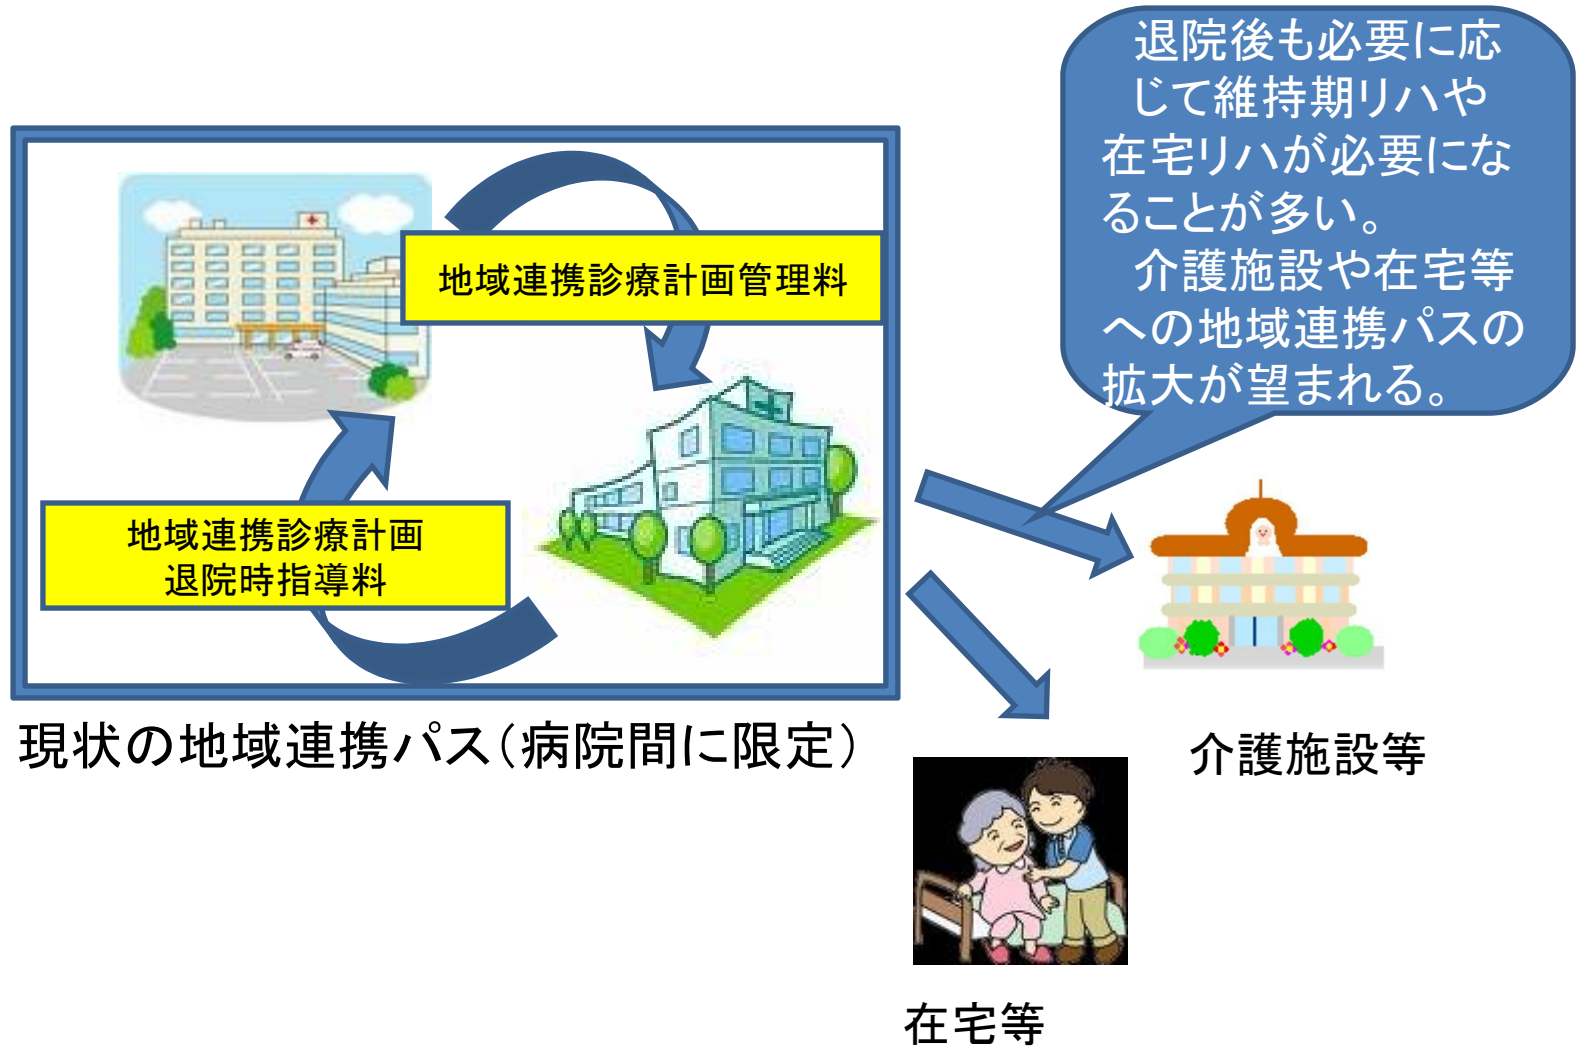 退院後も必要に応
じて維持期リハや
在宅リハが必要にな
ることが多い。
介護施設や在宅等
への地域連携パスの
拡大が望まれる。
地域連携診療計画管理料
地域連携診療計画
退院時指導料
現状の地域連携パス（病院間に限定）
介護施設等
在宅等